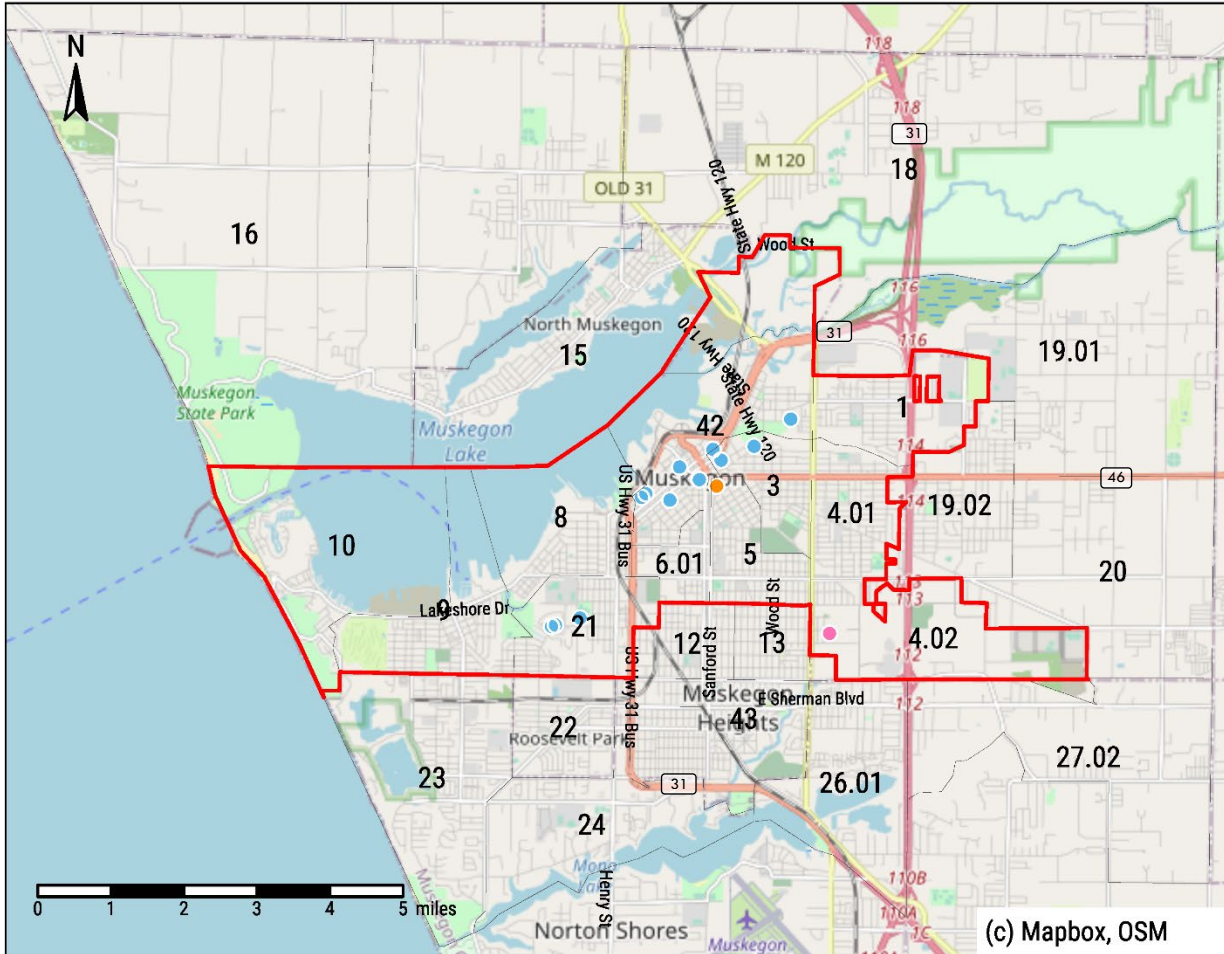 118
N
118
31
M 120
18
State Hwy 120
OLD 31
16
Wood St
116
North Muskegon
31
State Hwy 120
15
116
19.01
Muskegon
State Park
State Hwy 120
1
Muskegon
Lake
42
114
Muskegon
46
3
US Hwy 31 Bus
114
19.02
4.01
8
10
5
6.01
20
113
113
Lakeshore Dr
9
Wood St
21
4.02
12
13
Sanford St
112
US Hwy 31 Bus
Muskegon
Heights
E Sherman Blvd
112
43
22
Roosevelt Park
27.02
23
31
26.01
24
Mona
Henry St
110B
0 1 2 3 4 5 miles
110A
Norton Shores
Muskegon
1C
(c) Mapbox, OSM